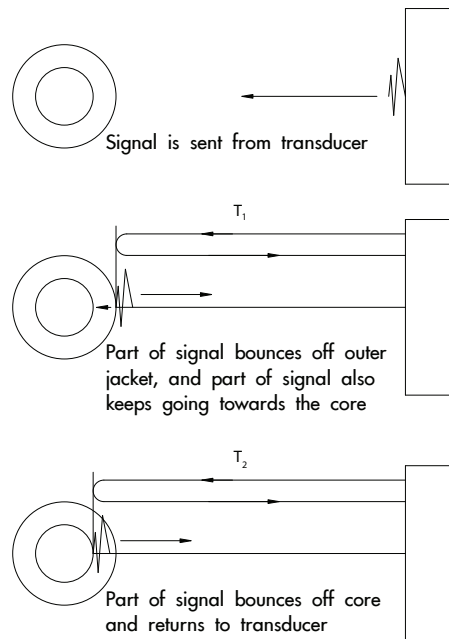 Signal is sent from transducer
T1
Part of signal bounces off outer
jacket, and part of signal also
keeps going towards the core
T2
Part of signal bounces off core
and returns to transducer